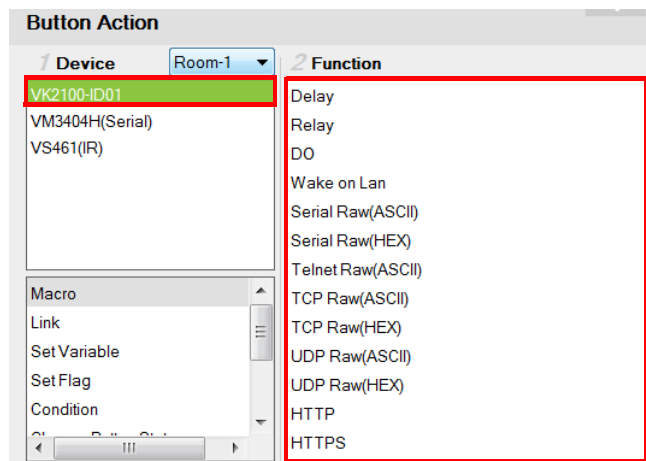 Button Action
1 Device
Room-1
VK2100-ID01
VM3404H(Serial)
VS461(IR)
Macro
Link
Set Variable
Set Flag
Condition
2 Function
Delay
Relay
DO
Wake on Lan
Serial Raw(ASCII)
Serial Raw(HEX)
Telnet Raw(ASCII)
TCP Raw(ASCII)
TCP Raw(HEX)
UDP Raw(ASCII)
UDP Raw(HEX)
HTTP
HTTPS